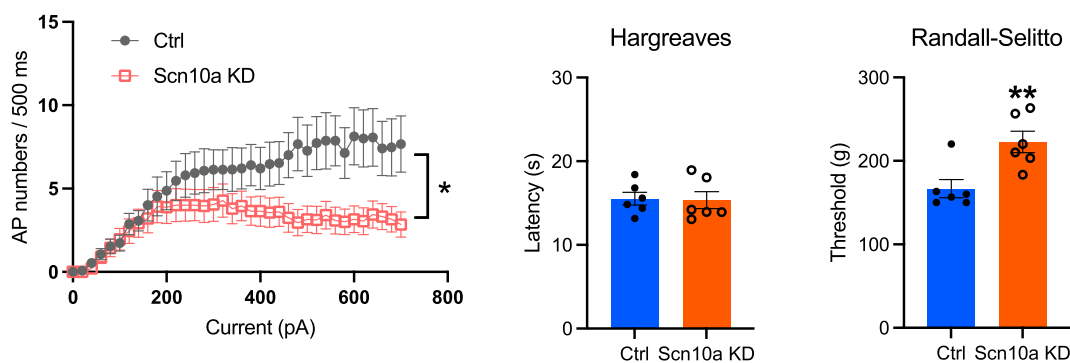 AP numbers / 500 ms
15
10
5
0
Ctrl
Scn10a KD
*
0
200
400
600
800
Current (pA)
Hargreaves
Latency (s)
30
20
10
0
Ctrl
Scn10a KD
Randall-Selitto
Threshold (g)
300
200
100
0
**
Ctrl
Scn10a KD